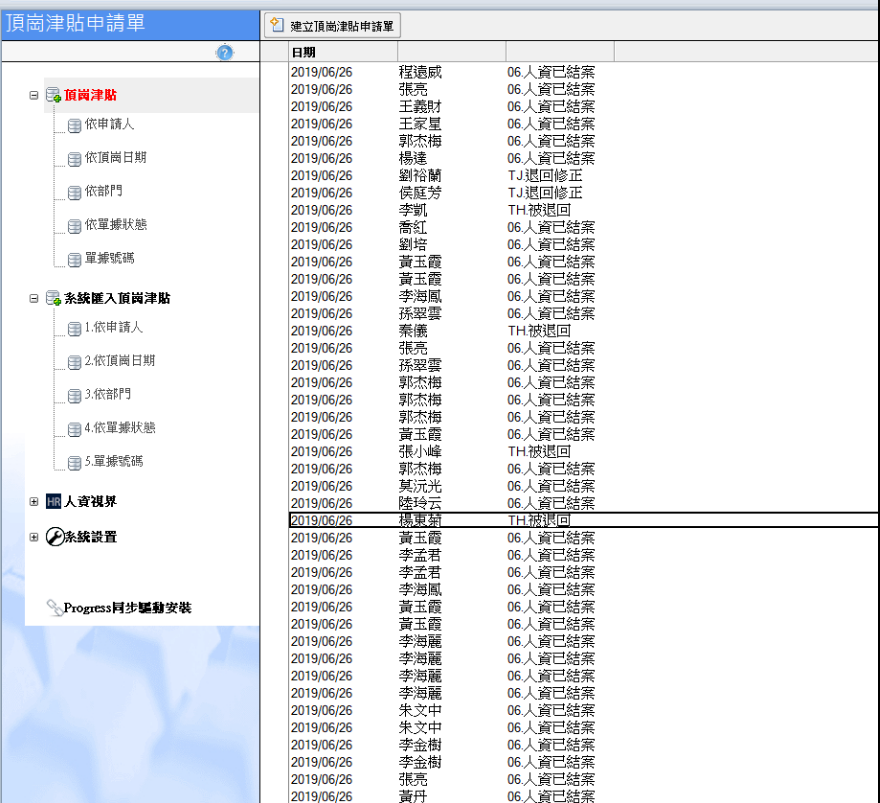 頂崗津貼申請單
建立頂崗津貼申請單
日期
頂崗津貼
依申請人
依頂崗日期
依部門
依單據狀態
單據號碼
系統匯入頂崗津貼
1.依申請人
2.依頂崗日期
3.依部門
4.依單據狀態
5.單據號碼
HR 人資視界
系統設置
Progress同步驅動安裝
2019/06/26 程遠威 06.人資已結案
2019/06/26 張亮 06.人資已結案
2019/06/26 王義財 06.人資已結案
2019/06/26 王家星 06.人資已結案
2019/06/26 郭杰梅 06.人資已結案
2019/06/26 楊達 06.人資已結案
2019/06/26 劉裕蘭 TJ.退回修正
2019/06/26 侯庭芳 TJ.退回修正
2019/06/26 李凱 TH.被退回
2019/06/26 喬紅 06.人資已結案
2019/06/26 劉培 06.人資已結案
2019/06/26 黃玉霞 06.人資已結案
2019/06/26 黃玉霞 06.人資已結案
2019/06/26 李海鳳 06.人資已結案
2019/06/26 孫翠雲 06.人資已結案
2019/06/26 秦儀 TH.被退回
2019/06/26 張亮 06.人資已結案
2019/06/26 孫翠雲 06.人資已結案
2019/06/26 郭杰梅 06.人資已結案
2019/06/26 郭杰梅 06.人資已結案
2019/06/26 郭杰梅 06.人資已結案
2019/06/26 黃玉霞 06.人資已結案
2019/06/26 張小峰 TH.被退回
2019/06/26 郭杰梅 06.人資已結案
2019/06/26 莫沅光 06.人資已結案
2019/06/26 陸玲云 06.人資已結案
2019/06/26 楊東菊 TH.被退回
2019/06/26 黃玉霞 06.人資已結案
2019/06/26 李孟君 06.人資已結案
2019/06/26 李孟君 06.人資已結案
2019/06/26 李海鳳 06.人資已結案
2019/06/26 黃玉霞 06.人資已結案
2019/06/26 黃玉霞 06.人資已結案
2019/06/26 李海麗 06.人資已結案
2019/06/26 李海麗 06.人資已結案
2019/06/26 李海麗 06.人資已結案
2019/06/26 李海麗 06.人資已結案
2019/06/26 朱文中 06.人資已結案
2019/06/26 朱文中 06.人資已結案
2019/06/26 李金樹 06.人資已結案
2019/06/26 李金樹 06.人資已結案
2019/06/26 張亮 06.人資已結案
2019/06/26 黃丹 06.人資已結案